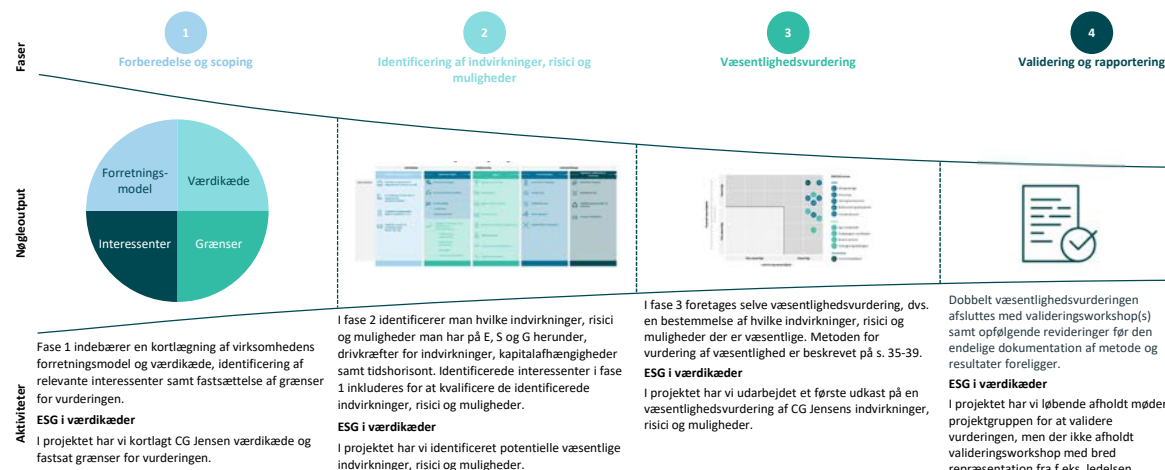 Faser
1
2
3
4
Forberedelse og scoping
Identificering af indvirkninger, risici og
muligheder
Væsentlighedsvurdering
Validering og rapportering
Nøgleoutput
Forretnings-
model
Værdikæde
Interessenter
Grænser
Aktiviteter
Fase 1 indebærer en kortlægning af virksomhedens
forretningsmodel og værdikæde, identificering af
relevante interessenter samt fastsættelse af grænser
for vurderingen.
ESG i værdikæder
I projektet har vi kortlagt CG Jensen værdikæde og
fastsat grænser for vurderingen.
I fase 2 identificerer man hvilke indvirkninger, risici
og muligheder man har på E, S og G herunder,
drivkræfter for indvirkninger, kapitalafhængigheder
samt tidshorisont. Identificerede interessenter i fase
1 inkluderes for at kvalificere de identificerede
indvirkninger, risici og muligheder.
ESG i værdikæder
I projektet har vi identificeret potentielle væsentlige
indvirkninger, risici og muligheder.
I fase 3 foretages selve væsentlighedsvurdering, dvs.
en bestemmelse af hvilke indvirkninger, risici og
muligheder der er væsentlige. Metoden for
vurdering af væsentlighed er beskrevet på s. 35-39.
ESG i værdikæder
I projektet har vi udarbejdet et første udkast på en
væsentlighedsvurdering af CG Jensens indvirkninger,
risici og muligheder.
Dobbelt væsentlighedsvurderingen
afsluttes med valideringsworkshop(s)
samt opfølgende revideringer før den
endelige dokumentation af metode og
resultater foreligger.
ESG i værdikæder
I projektet har vi løbende afholdt møder
projektgruppen for at validere
vurderingen, men der ikke afholdt
valideringsworkshop med bred
repræsentation fra f.eks. ledelsen